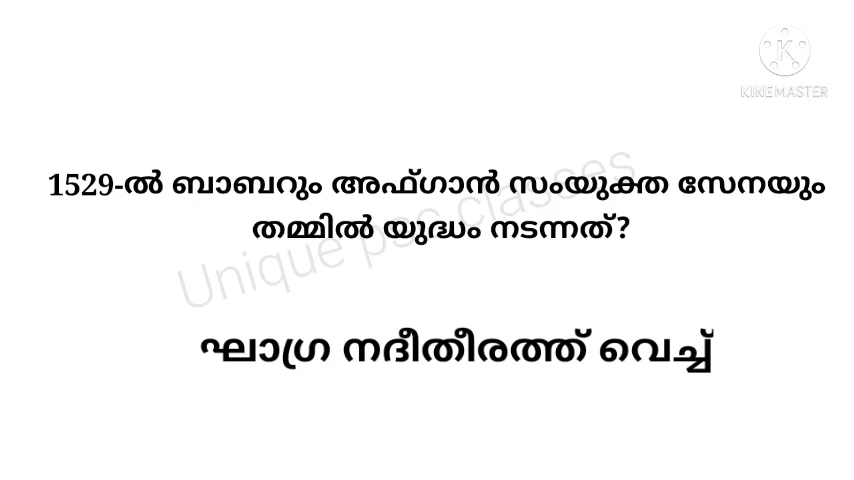 KINEMASTER
1529-ൽ ബാബറും അഫ്ഗാൻ സംയുക്ത സേനയും
തമ്മിൽ യുദ്ധം നടന്നത്?
Unique psc classes
ഘാഗ്ര നദീതീരത്ത് വെച്ച്